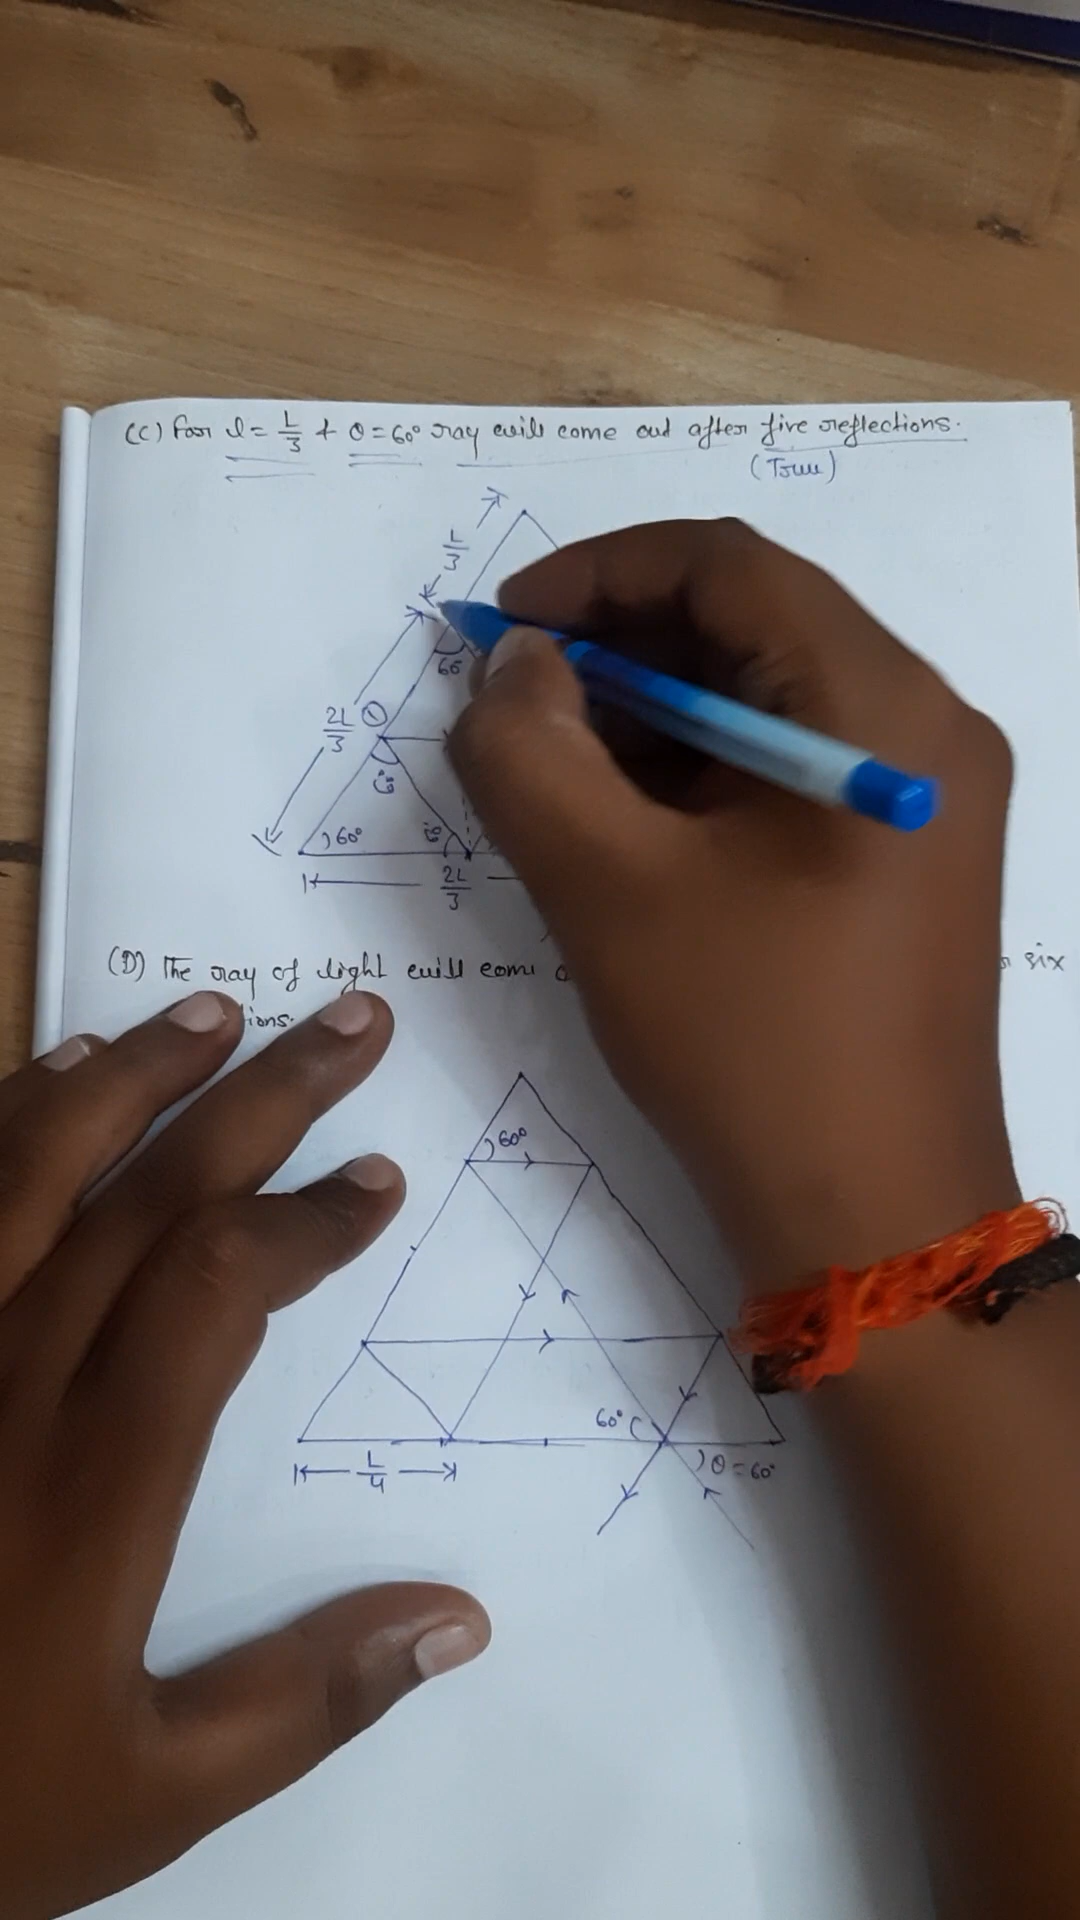 (C) For l = L/3 & θ = 60° ray will come out after five reflections.
(True)
L/3
60
2L/3 ①
60°
)60° 60°
2L/3
(D) The ray of light will come
six
ions.
60°
60°
L/4 )θ = 60°